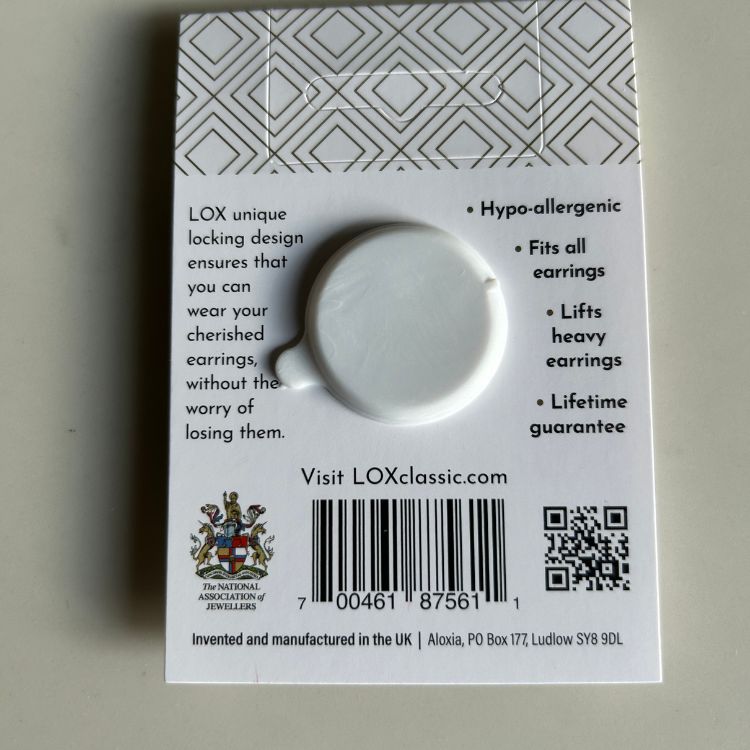 LOX unique
locking design
ensures that
you can
wear your
cherished
earrings,
without the
worry of
losing them.
• Hypo-allergenic
• Fits all
earrings
• Lifts
heavy
earrings
• Lifetime
guarantee
Visit LOXclassic.com
The NATIONAL
ASSOCIATION of
JEWELLERS
7 00461 87561 1
Invented and manufactured in the UK | Aloxia, PO Box 177, Ludlow SY8 9DL